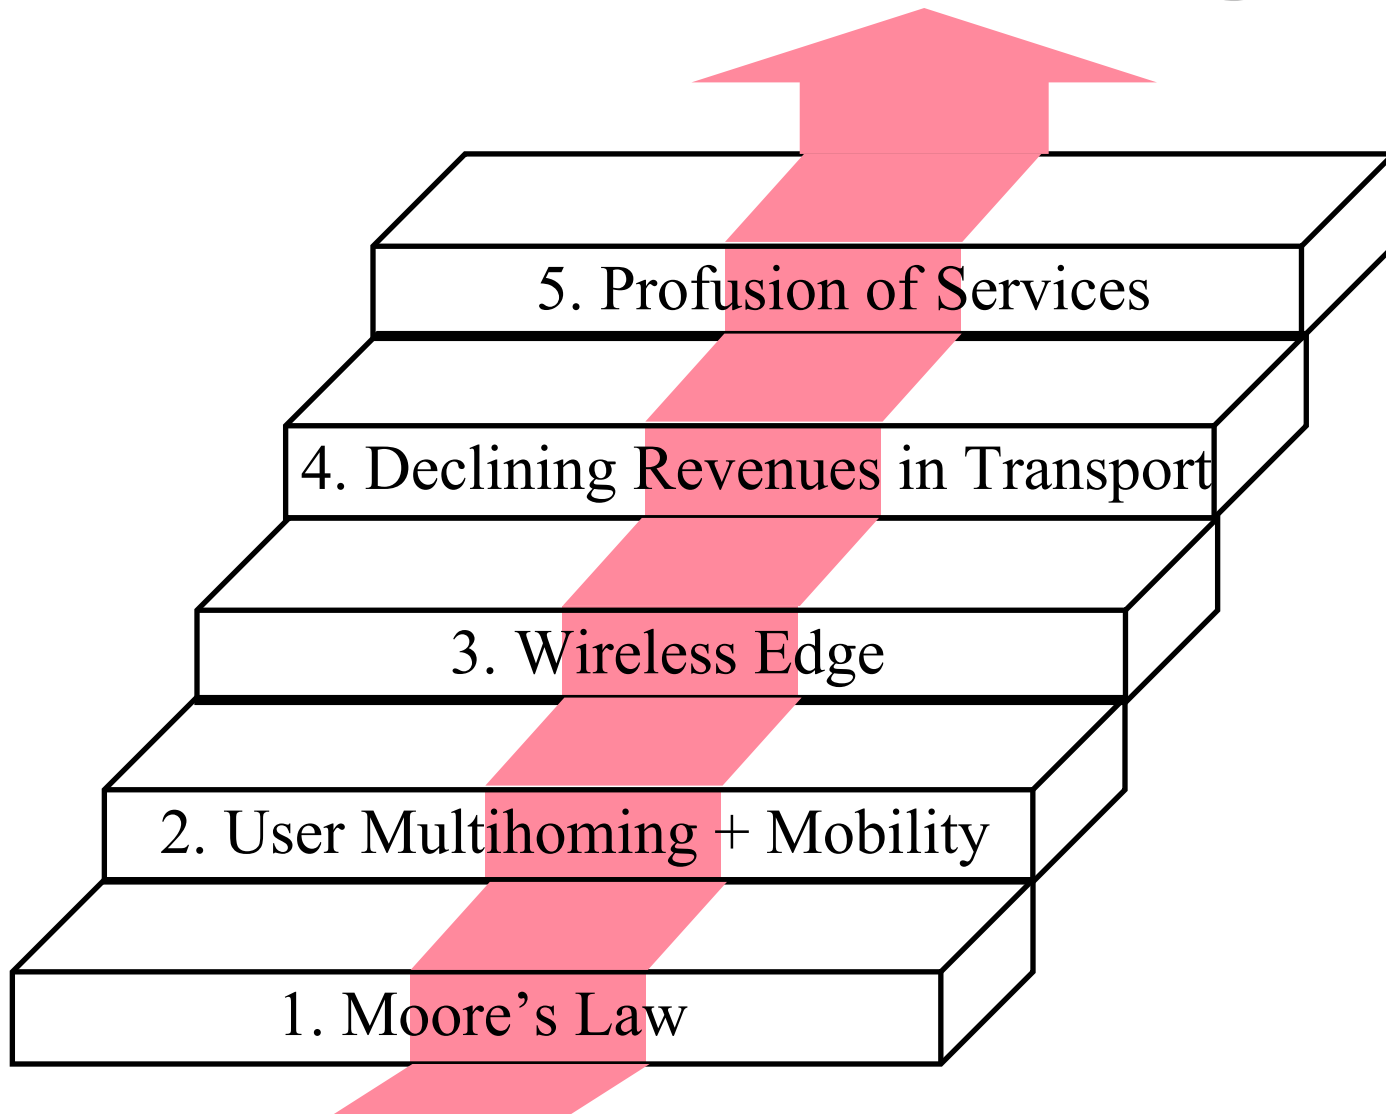 5. Profusion of Services
4. Declining Revenues in Transport
3. Wireless Edge
2. User Multihoming + Mobility
1. Moore’s Law